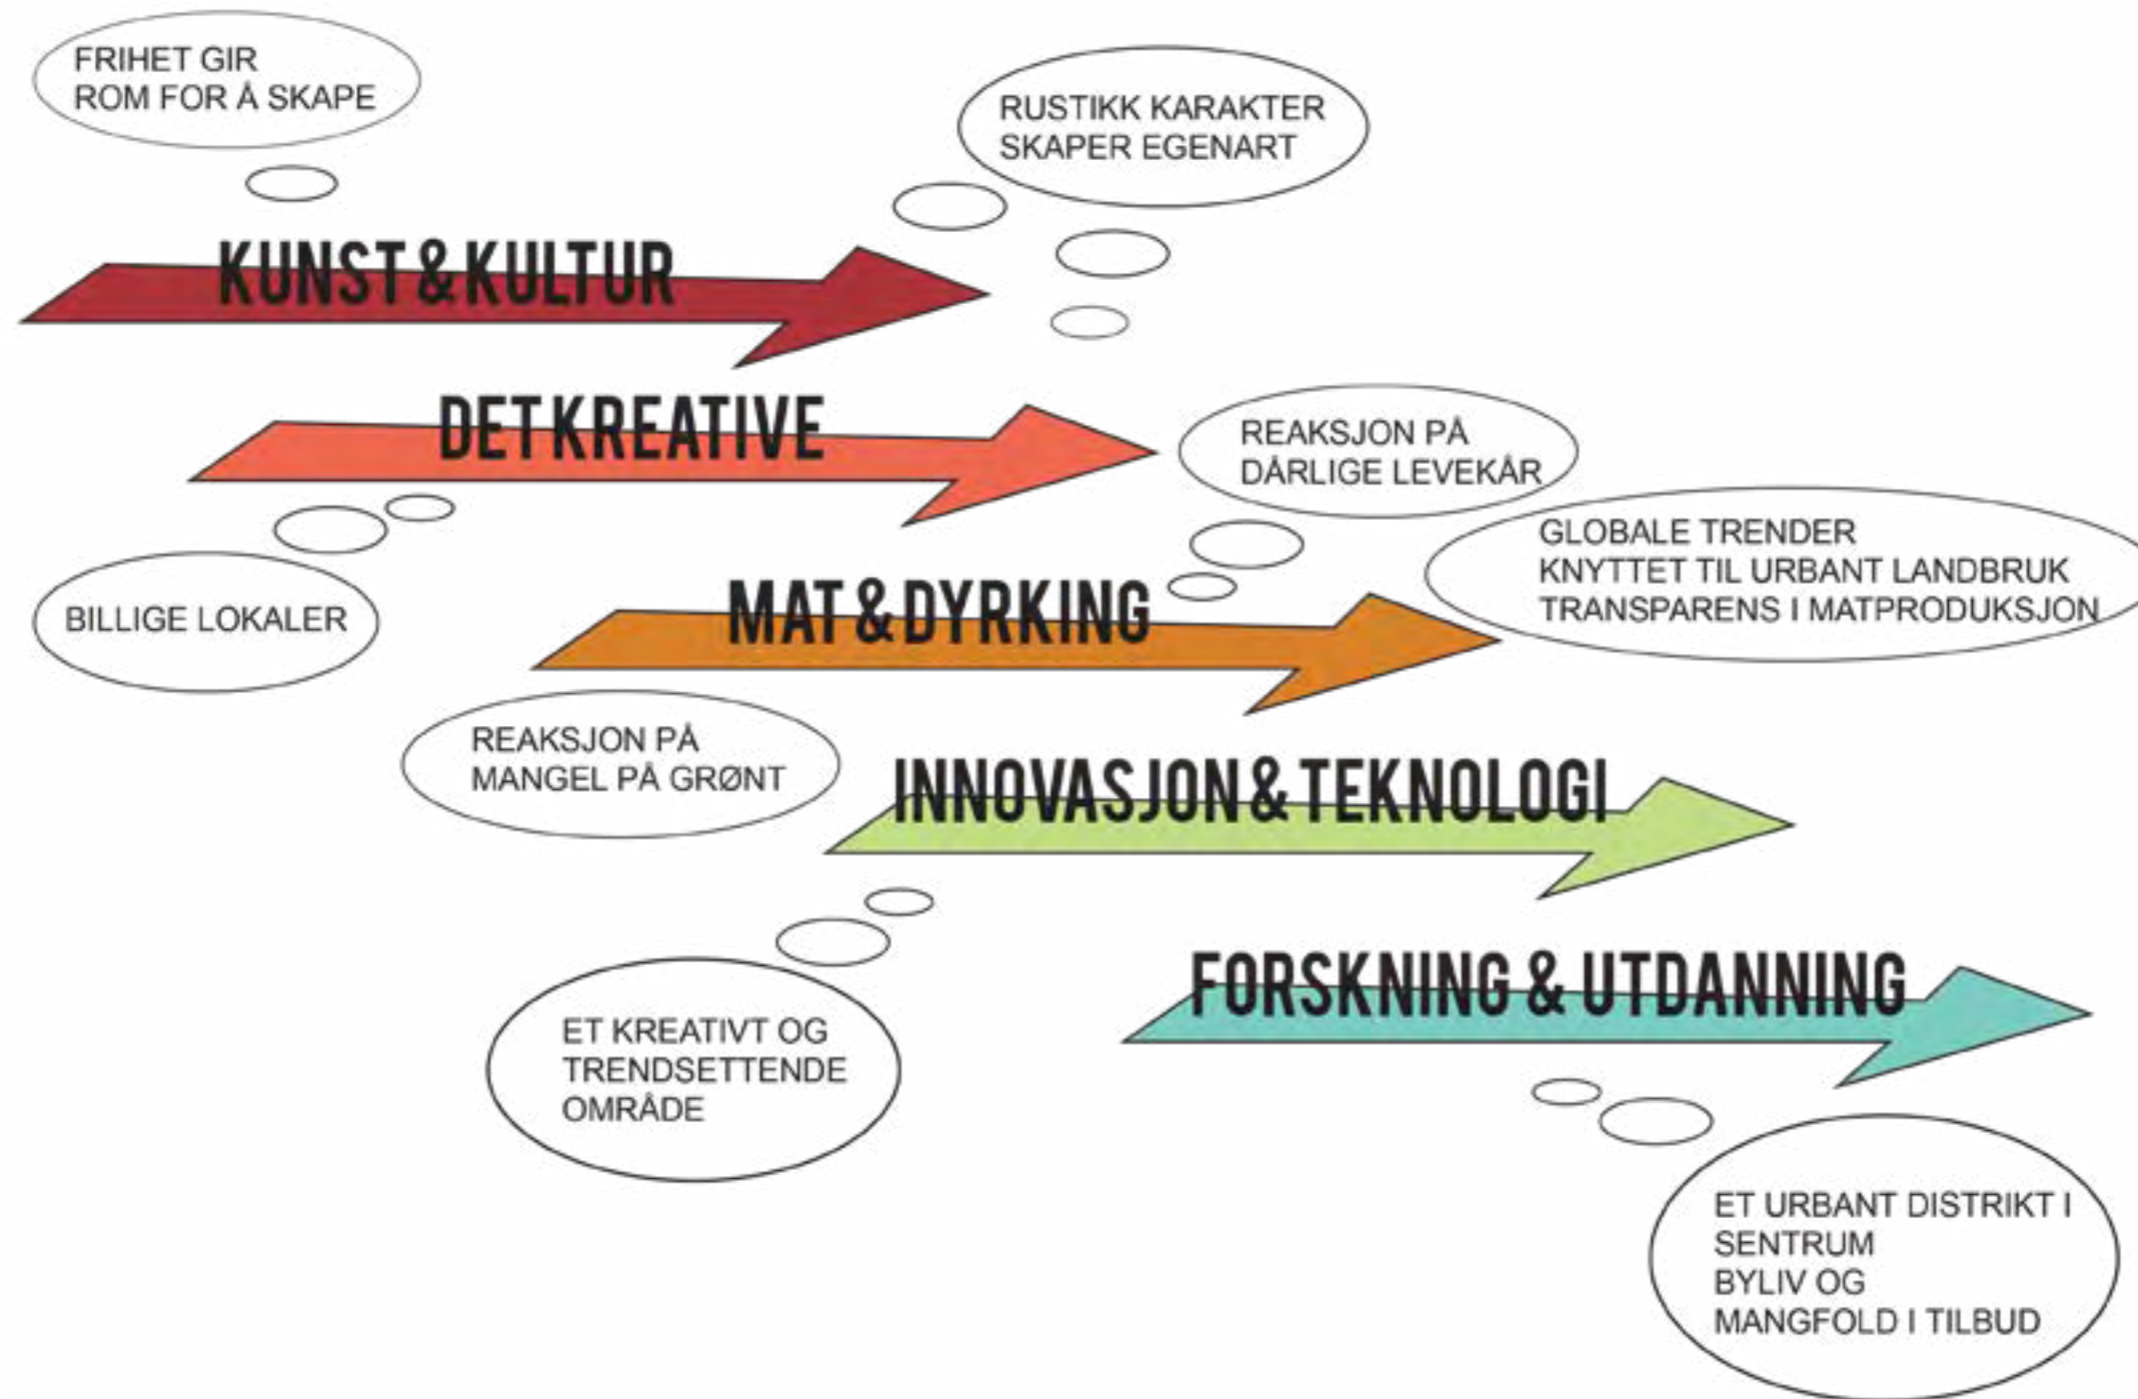 FRIHET GIR
ROM FOR Å SKAPE
RUSTIKK KARAKTER
SKAPER EGENART
KUNST & KULTUR
DET KREATIVE
REAKSJON PÅ
DÅRLIGE LEVEKÅR
GLOBALE TRENDER
KNYTTET TIL URBANT LANDBRUK
TRANSPARENS I MATPRODUKSJON
BILLIGE LOKALER
MAT & DYRKING
REAKSJON PÅ
MANGEL PÅ GRØNT
INNOVASJON & TEKNOLOGI
FORSKNING & UTDANNING
ET KREATIVT OG
TRENDSETTENDE
OMRÅDE
ET URBANT DISTRIKT I
SENTRUM
BYLIV OG
MANGFOLD I TILBUD